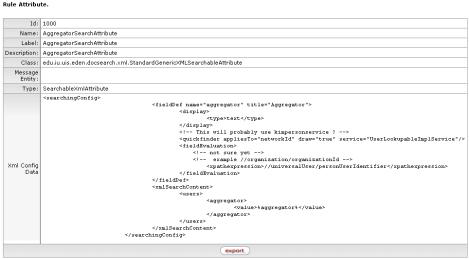 Rule Attribute.
Id: 1000
Name: AggregatorSearchAttribute
Label: AggregatorSearchAttribute
Description: AggregatorSearchAttribute
Class: edu.iu.uis.eden.docsearch.xml.StandardGenericXMLSearchableAttribute
Message Entity:
Type: SearchableXmlAttribute
Xml Config Data
<searchingConfig>
<fieldDef name="aggregator" title="Aggregator">
<display>
<type>text</type>
</display>
<!-- This will probably use kimpersonservice ? -->
<quickfinder appliesTo="networkId" draw="true" service="UserLookupableImplService"/>
<fieldEvaluation>
<!-- not sure yet -->
<!-- example //organization/organizationId -->
<xpathexpression>//universalUser/personUserIdentifier</xpathexpression>
</fieldEvaluation>
</fieldDef>
<xmlSearchContent>
<users>
<aggregator>
<value>%aggregator%</value>
</aggregator>
</users>
</xmlSearchContent>
</searchingConfig>
export